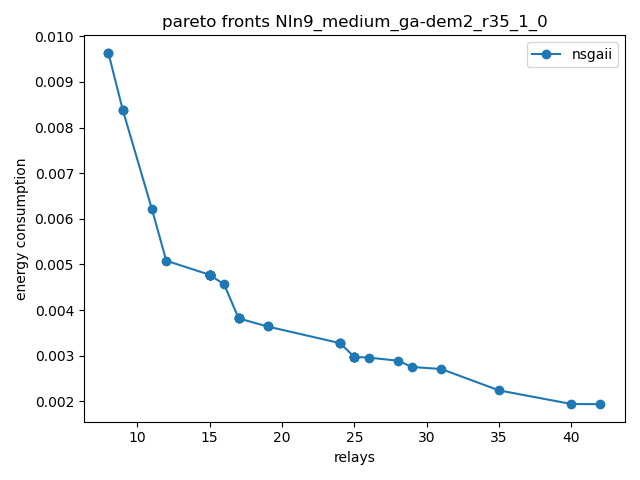 pareto fronts NIn9_medium_ga-dem2_r35_1_0
nsgaii
0.010
0.009
0.008
0.007
0.006
0.005
0.004
0.003
0.002
energy consumption
10 15 20 25 30 35 40
relays